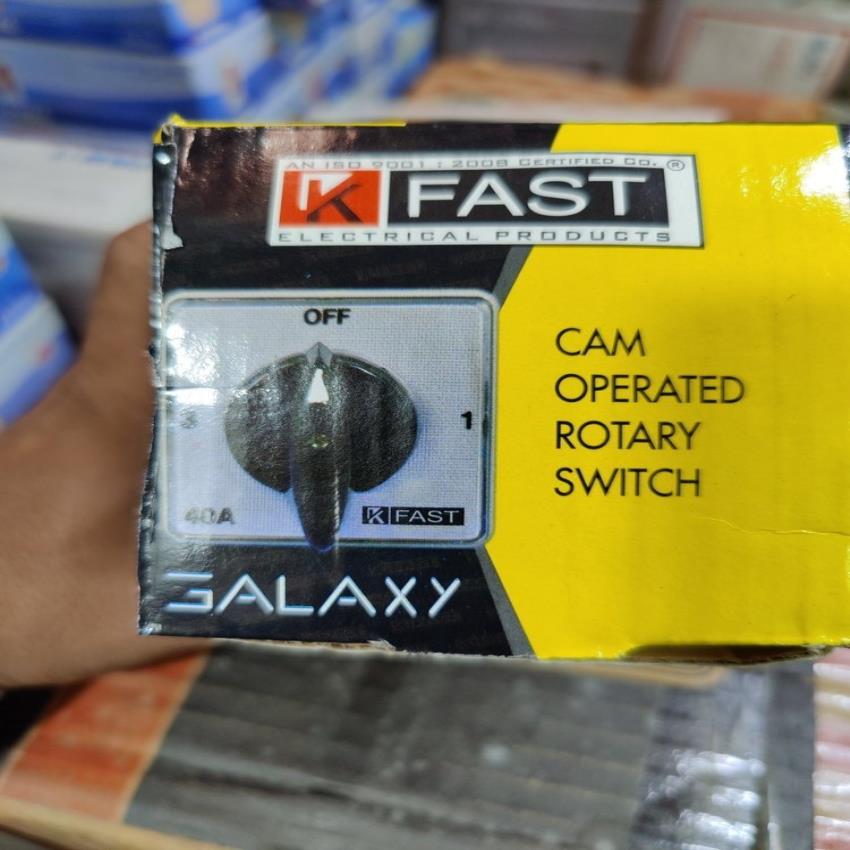 AN ISO 9001 : 2008 CERTIFIED CO. ®
K FAST
ELECTRICAL PRODUCTS
OFF
1
40A
K FAST
GALAXY
CAM
OPERATED
ROTARY
SWITCH